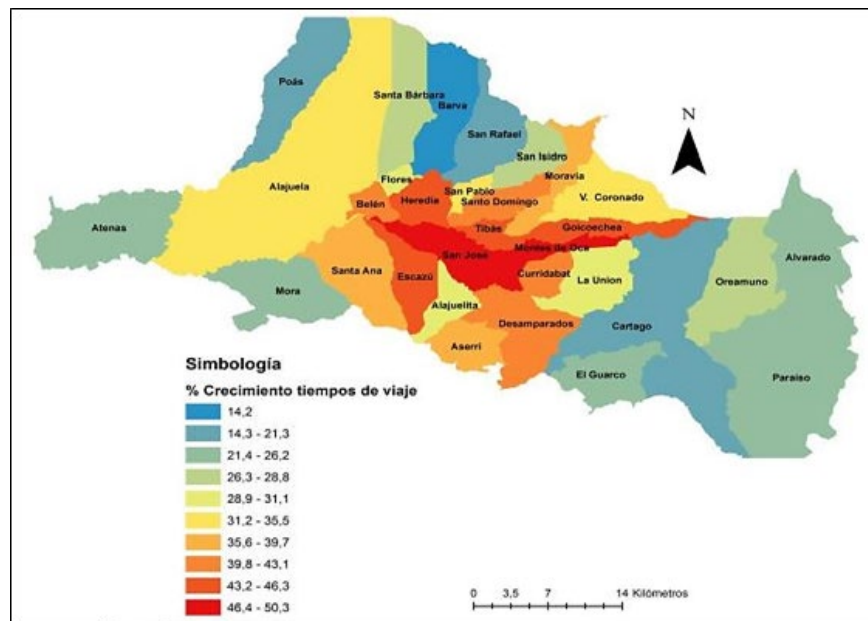 Poás
Santa Bárbara
Barva
San Rafael
N
San Isidro
Moravia
Flores
Alajuela
San Pablo
V. Coronado
Belén
Heredia
Santo Domingo
Atenas
Tibás
Goicoechea
Montes de Oca
San José
Alvarado
Santa Ana
Escazú
Curridabat
La Union
Oreamuno
Mora
Alajuelita
Desamparados
Cartago
Aserrí
El Guarco
Paraiso
Simbología
% Crecimiento tiempos de viaje
14,2
14,3 - 21,3
21,4 - 26,2
26,3 - 28,8
28,9 - 31,1
31,2 - 35,5
35,6 - 39,7
39,8 - 43,1
43,2 - 46,3
46,4 - 50,3
0 3,5 7 14 Kilómetros